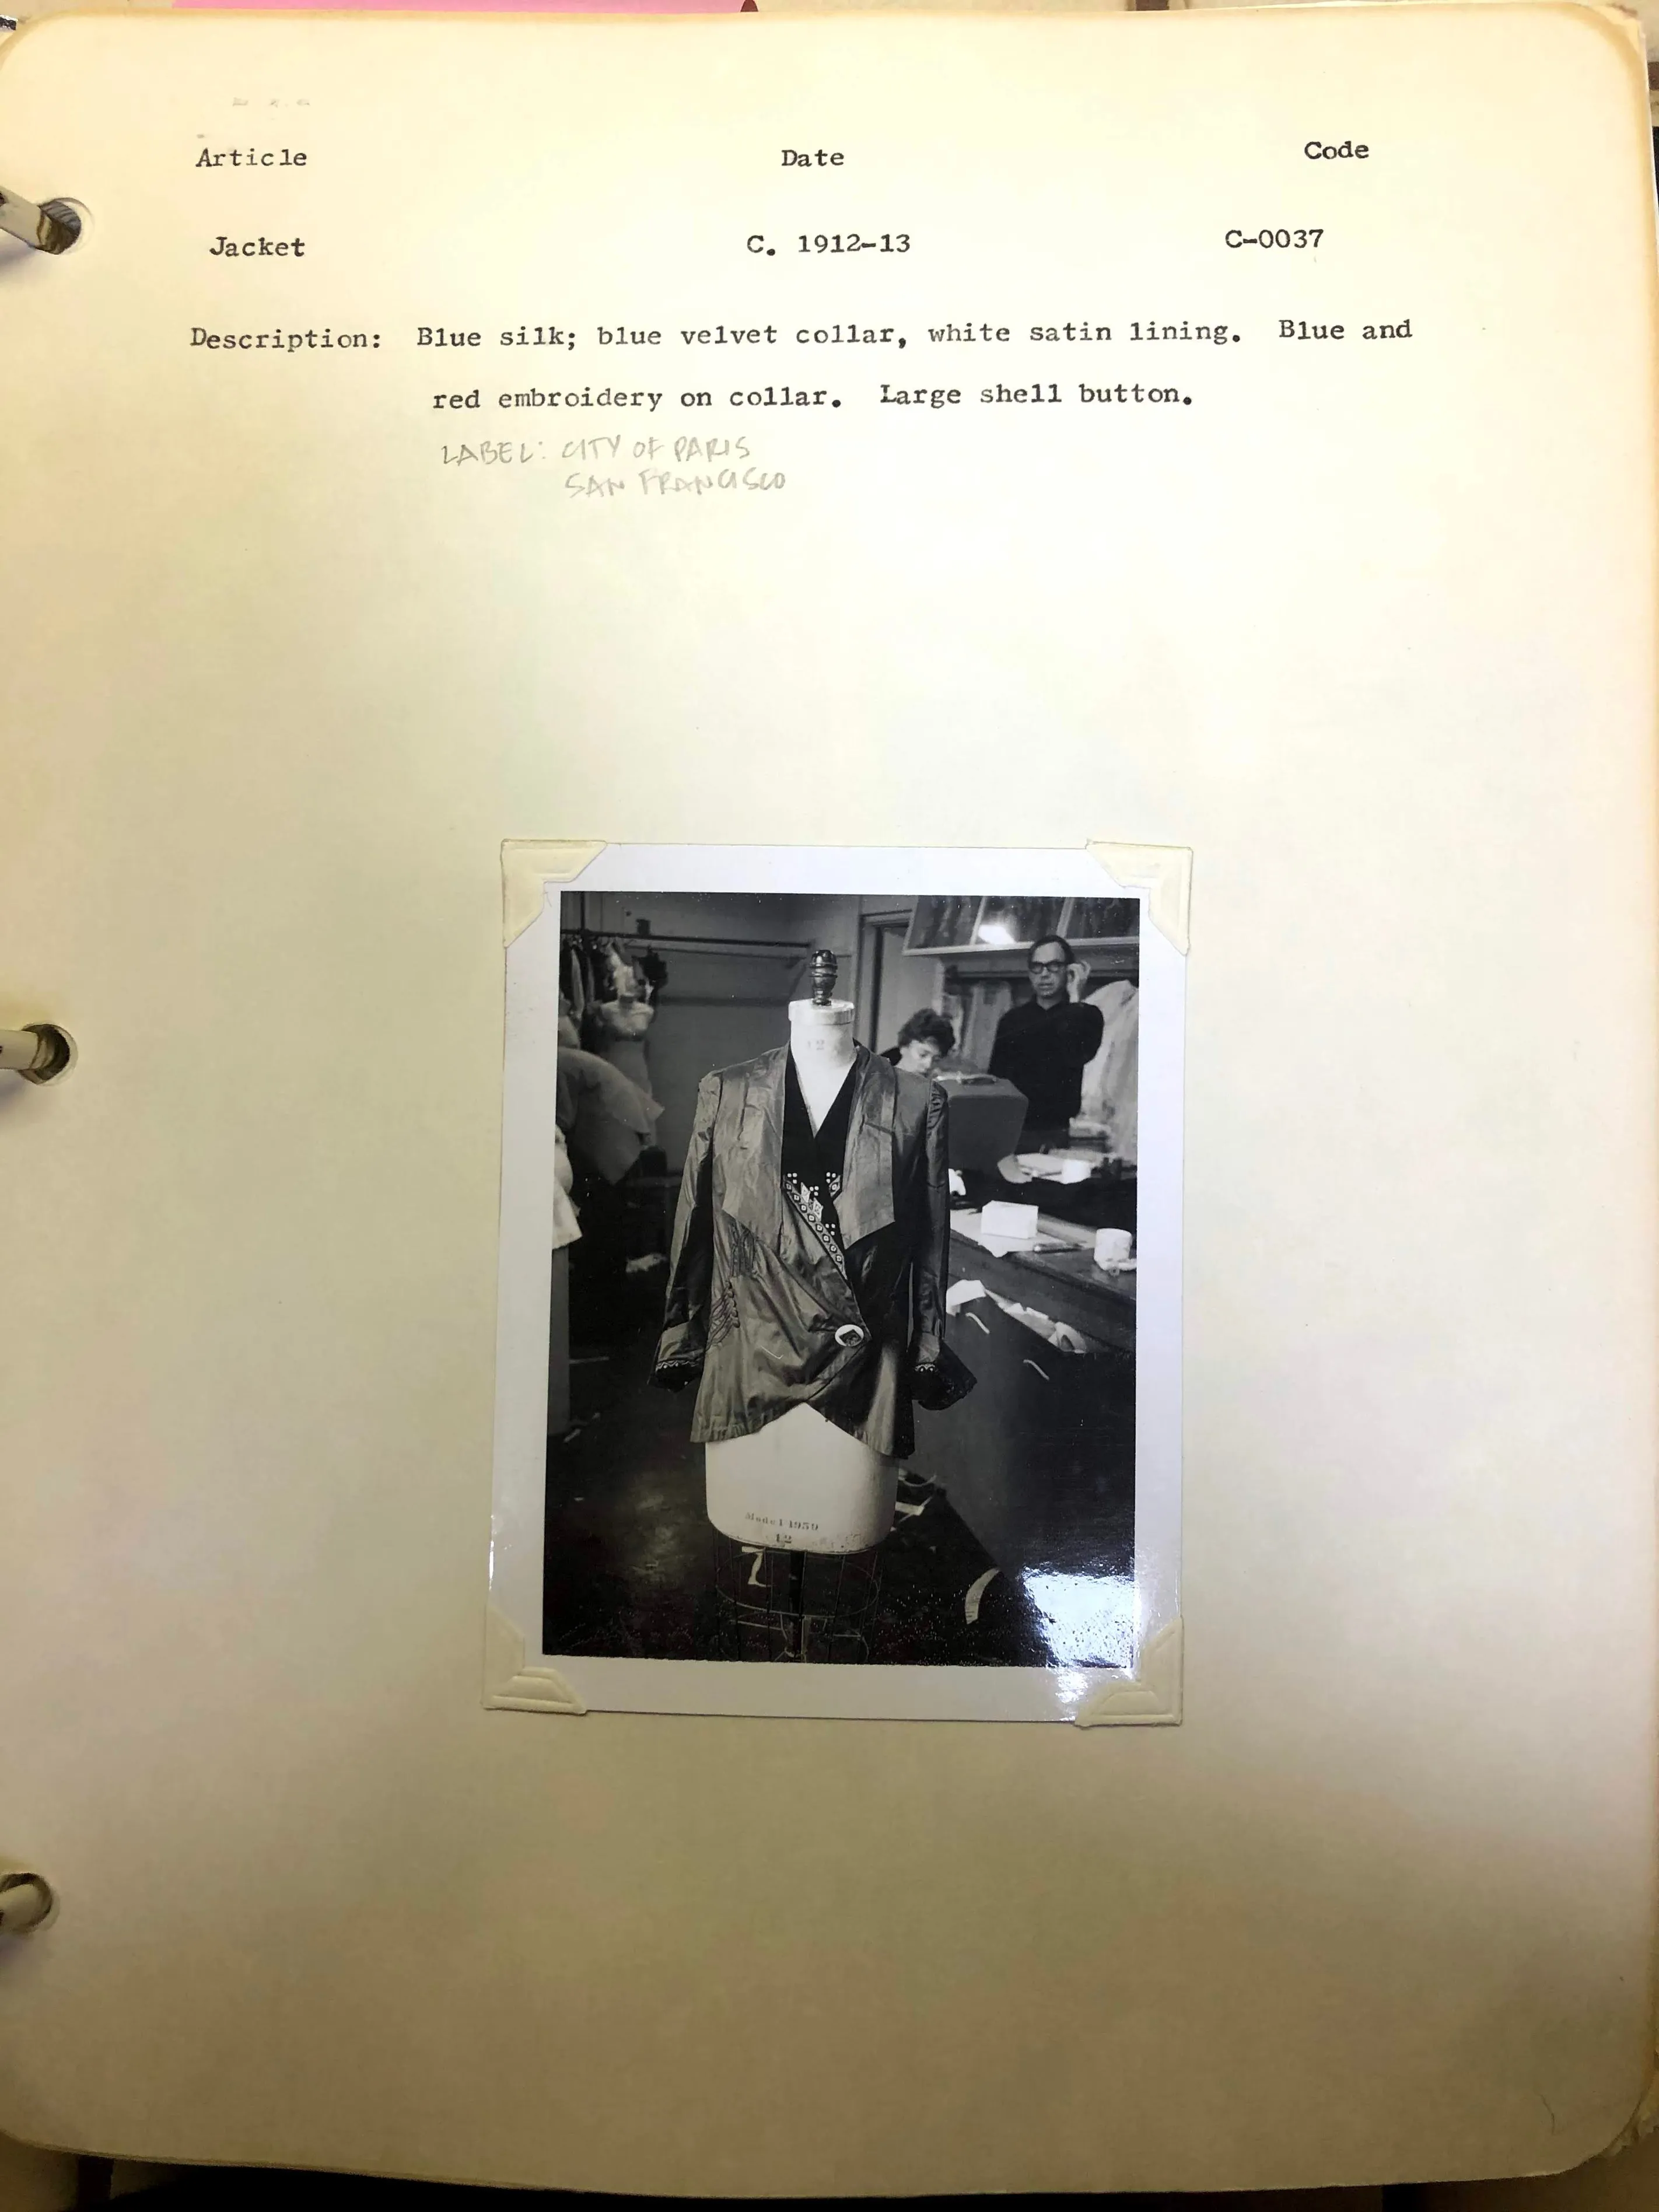 Article Date Code
Jacket C. 1912-13 C-0037
Description: Blue silk; blue velvet collar, white satin lining. Blue and
red embroidery on collar. Large shell button.
LABEL: CITY OF PARIS
SAN FRANCISCO
12
Model 1959
12